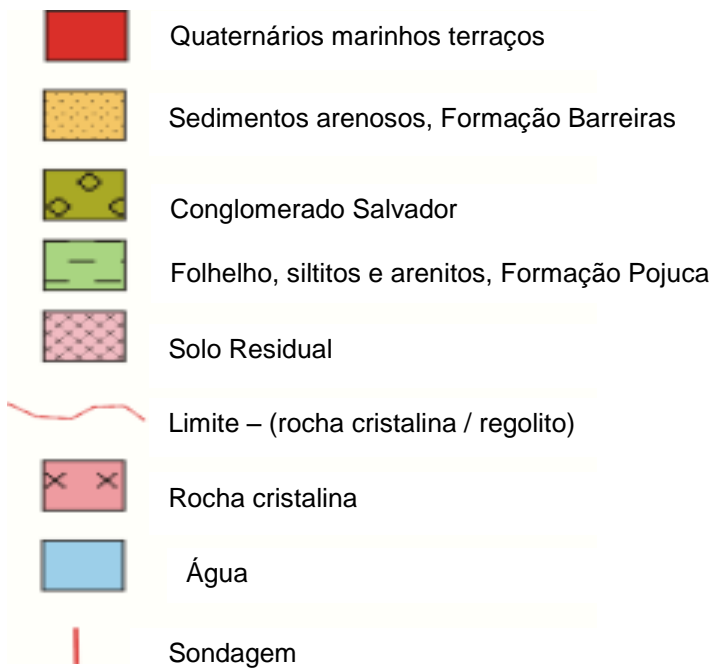 Quaternários marinhos terraços
Sedimentos arenosos, Formação Barreiras
Conglomerado Salvador
Folhelho, siltitos e arenitos, Formação Pojuca
Solo Residual
Limite – (rocha cristalina / regolito)
Rocha cristalina
Água
Sondagem